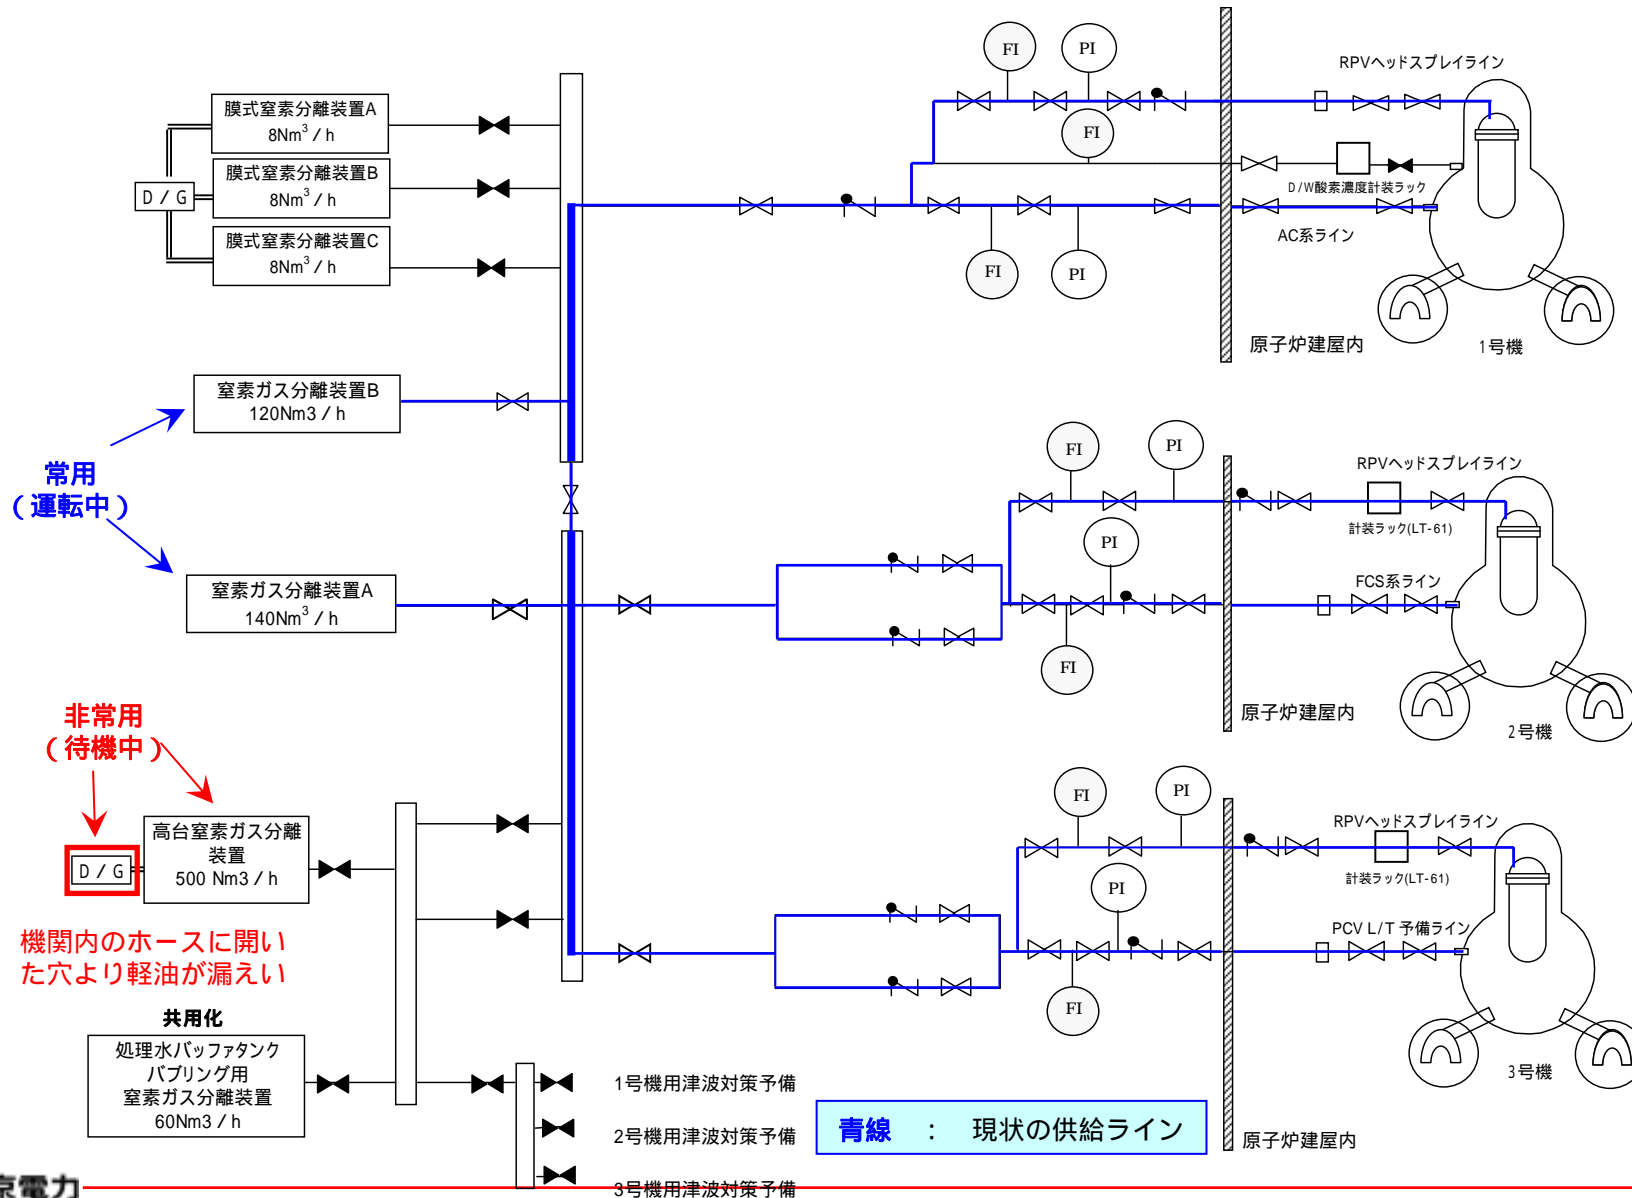 膜式窒素分離装置A
8Nm3 / h
膜式窒素分離装置B
8Nm3 / h
D / G
膜式窒素分離装置C
8Nm3 / h
窒素ガス分離装置B
120Nm3 / h
常用
(運転中)
窒素ガス分離装置A
140Nm3 / h
非常用
(待機中)
高台窒素ガス分離
装置
500 Nm3 / h
D / G
機関内のホースに開い
た穴より軽油が漏えい
共用化
処理水バッファタンク
バブリング用
窒素ガス分離装置
60Nm3 / h
1号機用津波対策予備
2号機用津波対策予備
3号機用津波対策予備
青線 : 現状の供給ライン
FI
PI
FI
FI
PI
RPVヘッドスプレイライン
D/W酸素濃度計装ラック
AC系ライン
原子炉建屋内
1号機
FI
PI
PI
FI
RPVヘッドスプレイライン
計装ラック(LT-61)
FCS系ライン
原子炉建屋内
2号機
FI
PI
PI
FI
RPVヘッドスプレイライン
計装ラック(LT-61)
PCV L/T 予備ライン
3号機
原子炉建屋内
京電力